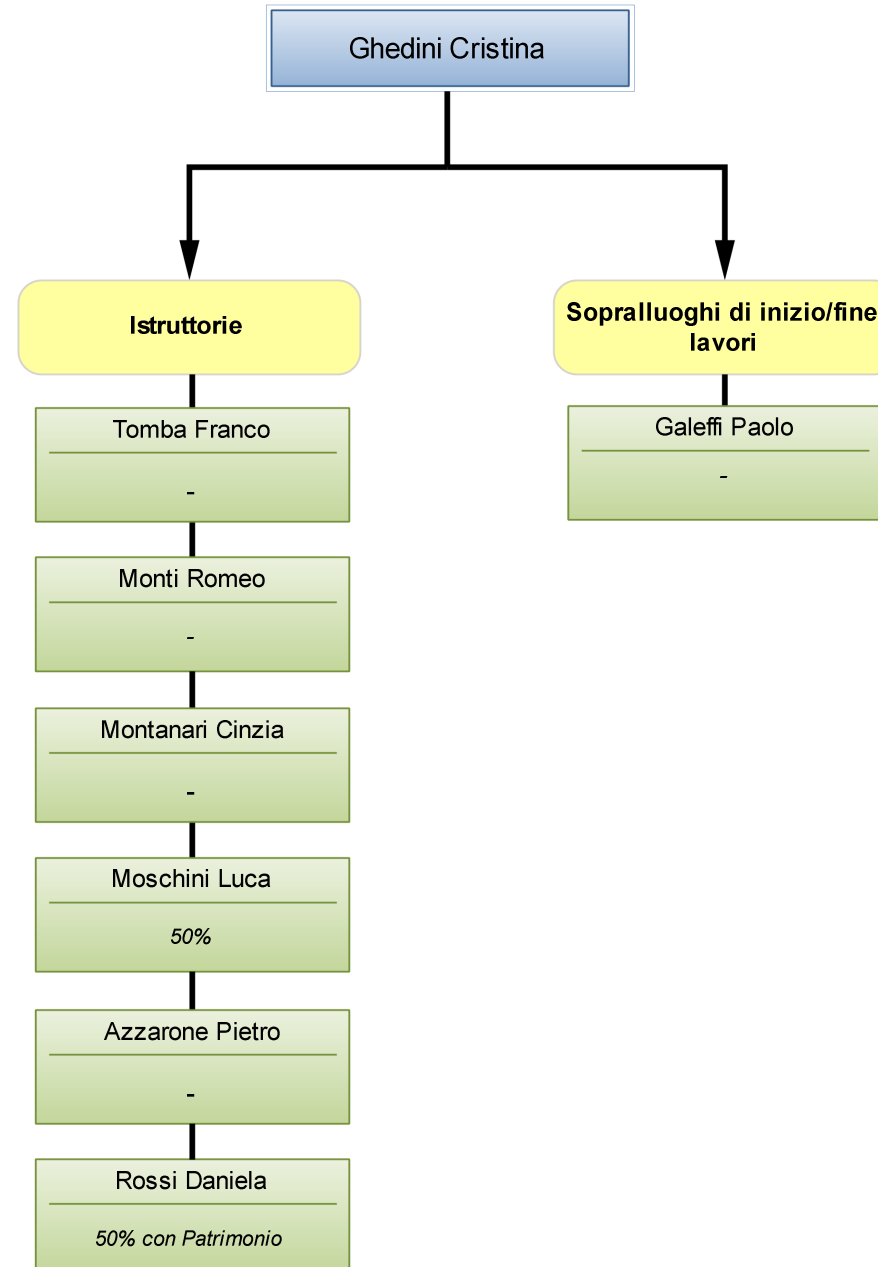 Ghedini Cristina
Istruttorie
Sopralluoghi di inizio/fine
lavori
Tomba Franco
-
Galeffi Paolo
-
Monti Romeo
-
Montanari Cinzia
-
Moschini Luca
50%
Azzarone Pietro
-
Rossi Daniela
50% con Patrimonio